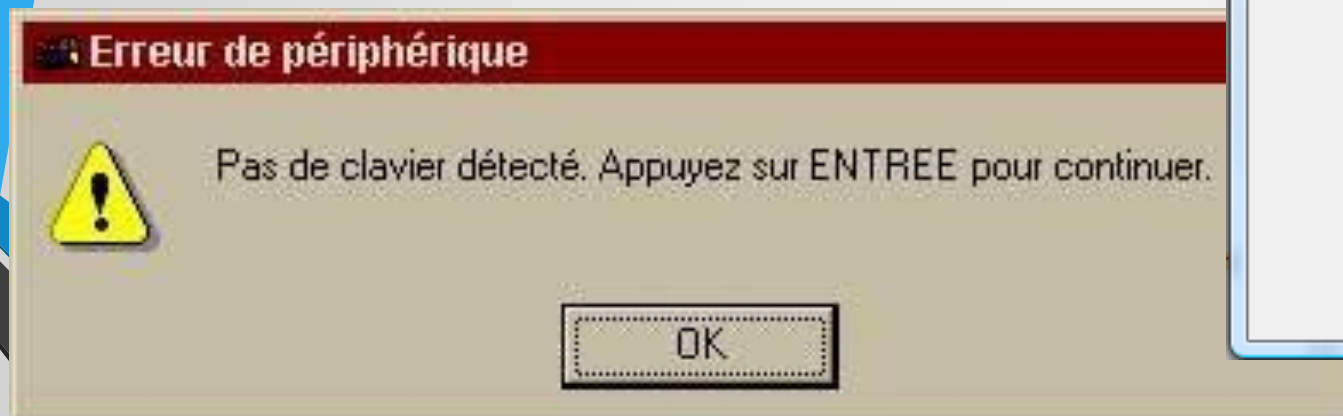 Erreur de périphérique
Pas de clavier détecté. Appuyez sur ENTREE pour continuer.
OK